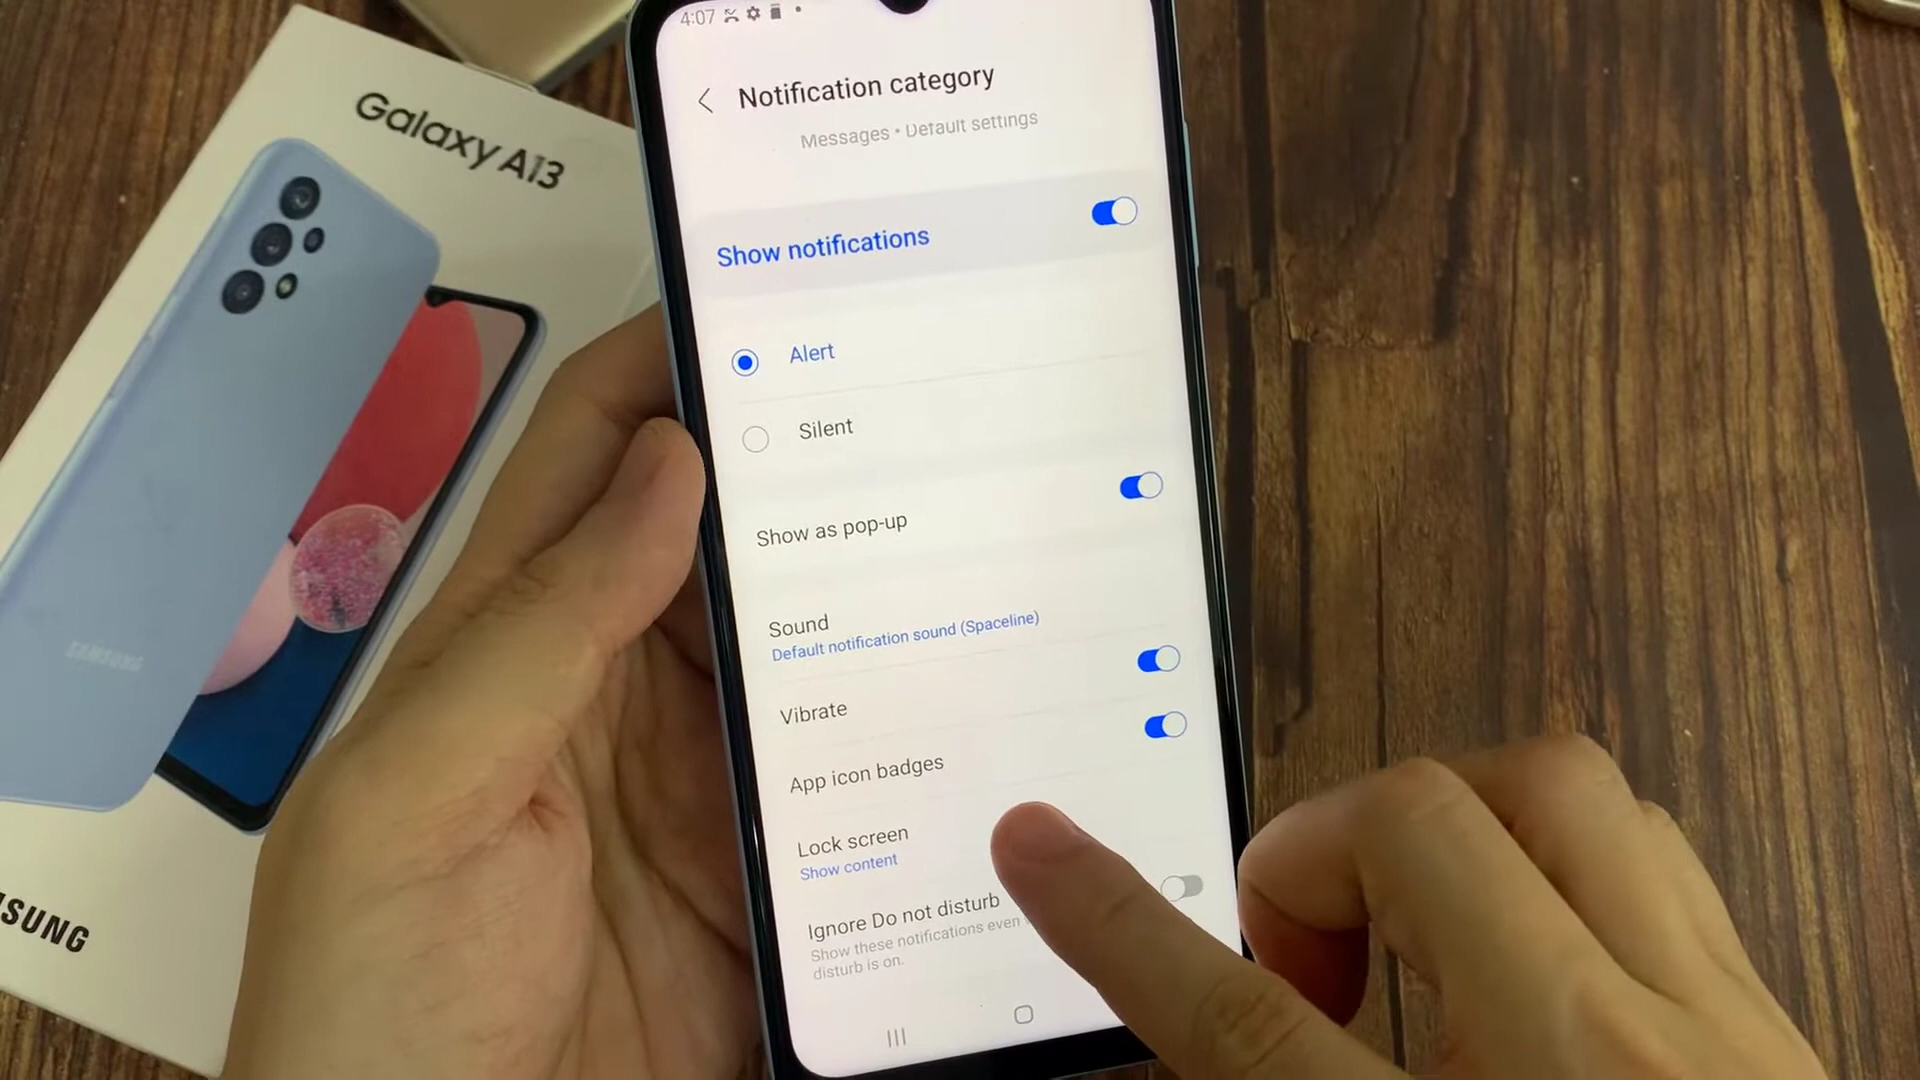 Galaxy A13
SAMSUNG
SUNG
4:07
Notification category
Messages • Default settings
Show notifications
Alert
Silent
Show as pop-up
Sound
Default notification sound (Spaceline)
Vibrate
App icon badges
Lock screen
Show content
Ignore Do not disturb
Show these notifications even
disturb is on.